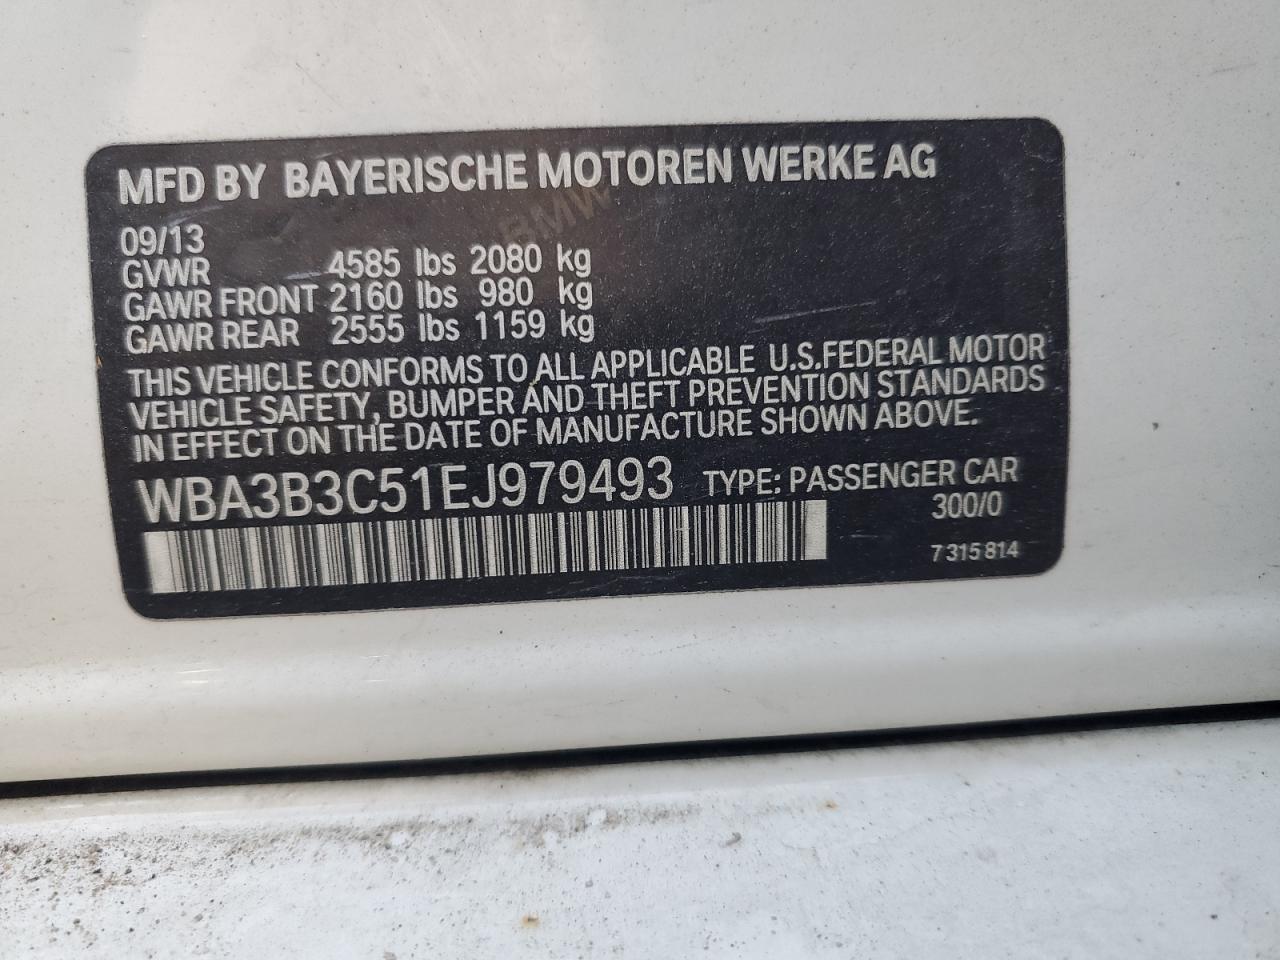 MFD BY BAYERISCHE MOTOREN WERKE AG
BMW
09/13
GVWR 4585 lbs 2080 kg
GAWR FRONT 2160 lbs 980 kg
GAWR REAR 2555 lbs 1159 kg
THIS VEHICLE CONFORMS TO ALL APPLICABLE U.S.FEDERAL MOTOR
VEHICLE SAFETY, BUMPER AND THEFT PREVENTION STANDARDS
IN EFFECT ON THE DATE OF MANUFACTURE SHOWN ABOVE.
WBA3B3C51EJ979493 TYPE: PASSENGER CAR
300/0
7 315 814